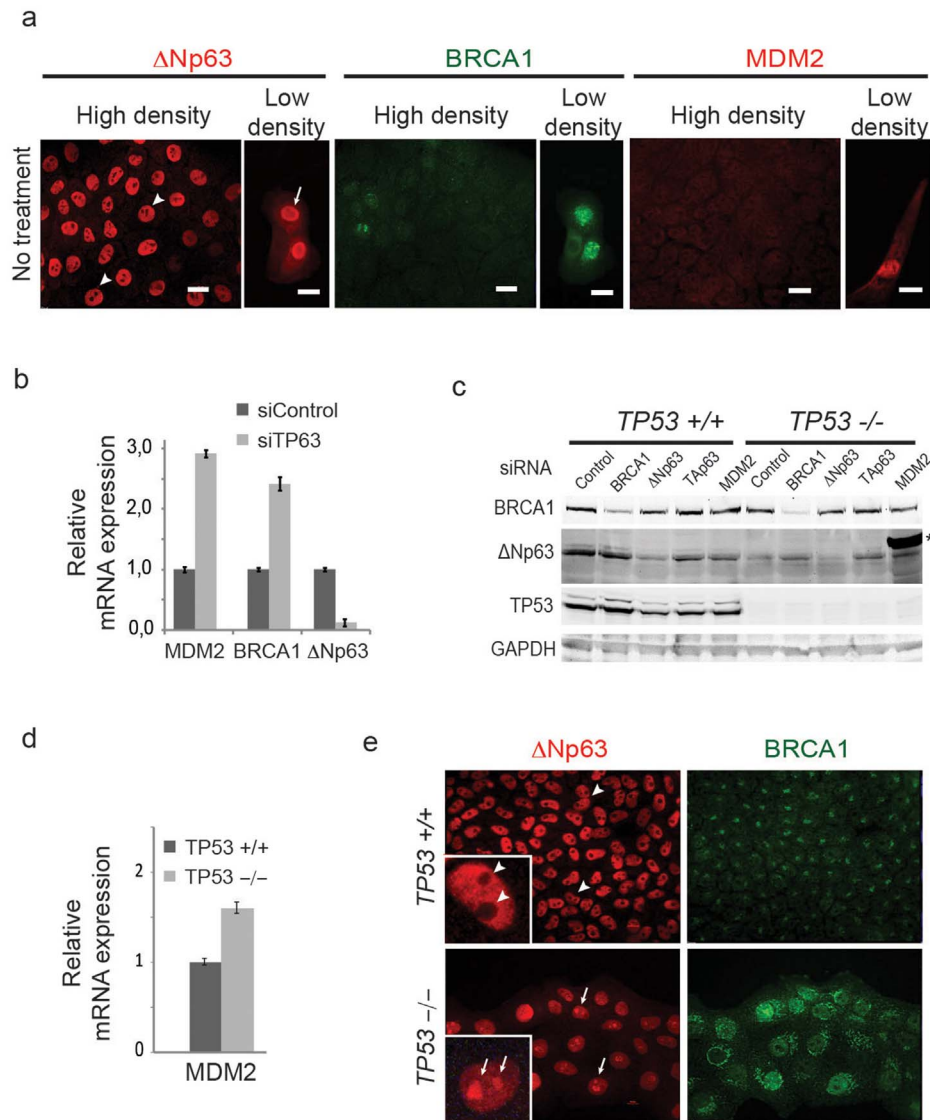 a
ΔNp63 BRCA1 MDM2
High density Low density High density Low density High density Low density
No treatment
b
siControl
siTP63
Relative mRNA expression
3,0
2,0
1,0
0,0
MDM2 BRCA1 ΔNp63
c
TP53 +/+ TP53 -/-
siRNA Control BRCA1 ΔNp63 TAp63 MDM2 Control BRCA1 ΔNp63 TAp63 MDM2
BRCA1
ΔNp63 *
TP53
GAPDH
d
TP53 +/+
TP53 –/–
Relative mRNA expression
2
1
0
MDM2
e
ΔNp63 BRCA1
TP53 +/+
TP53 –/–